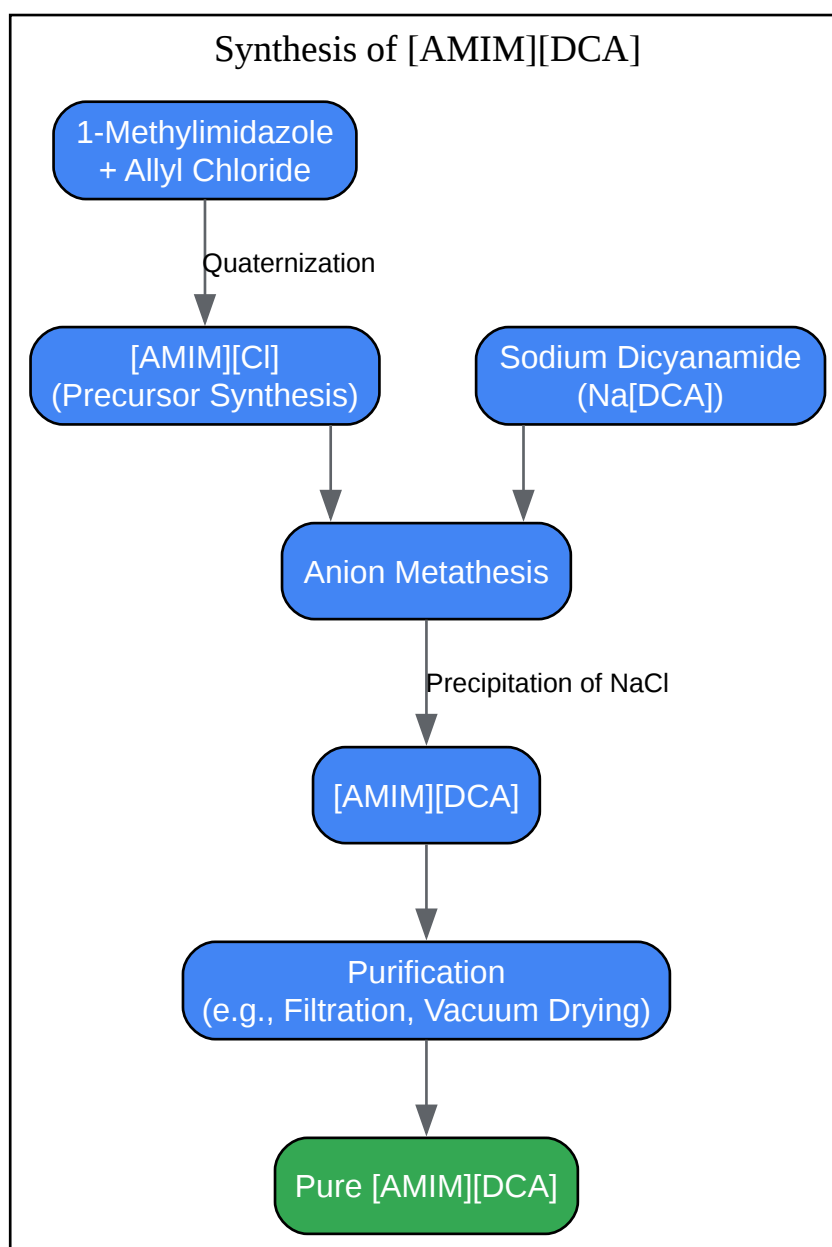 Synthesis of [AMIM][DCA]
1-Methylimidazole
+ Allyl Chloride
Quaternization
[AMIM][Cl]
(Precursor Synthesis)
Sodium Dicyanamide
(Na[DCA])
Anion Metathesis
Precipitation of NaCl
[AMIM][DCA]
Purification
(e.g., Filtration, Vacuum Drying)
Pure [AMIM][DCA]